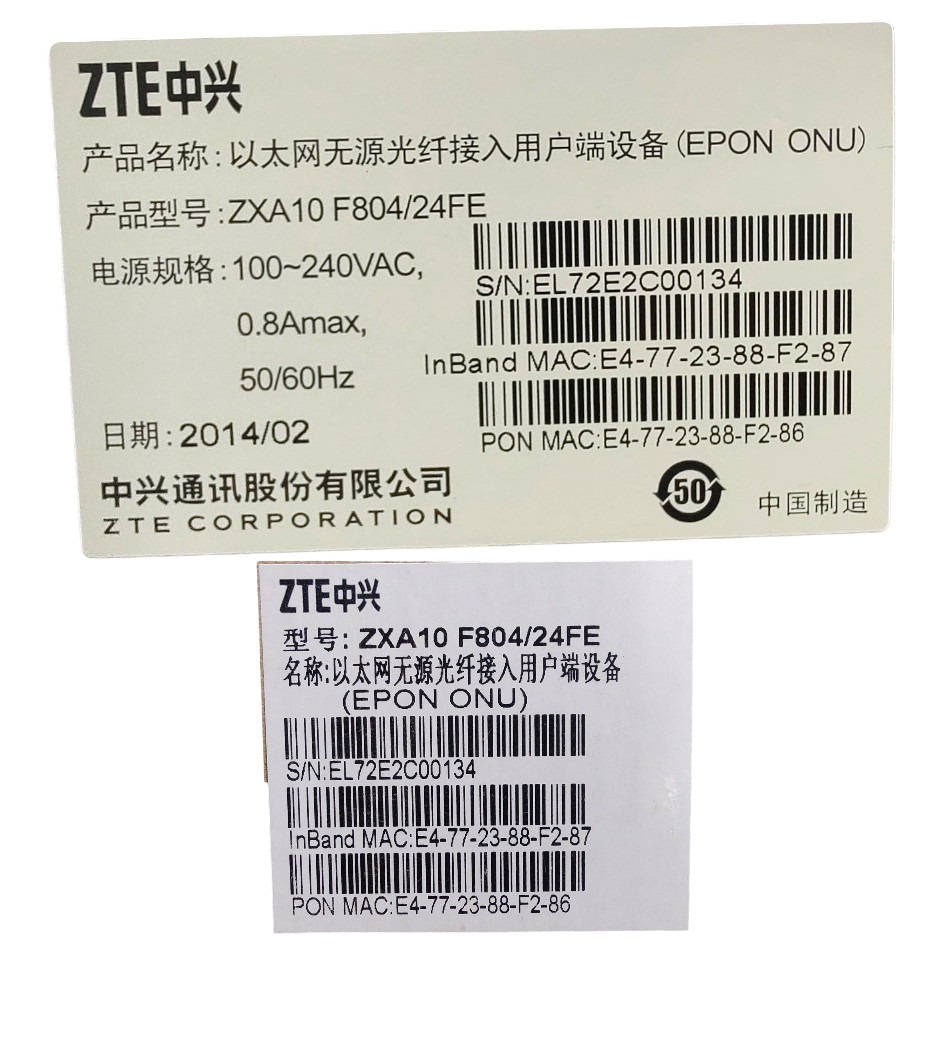 ZTE中兴
产品名称:以太网无源光纤接入用户端设备(EPON ONU)
产品型号:ZXA10 F804/24FE
电源规格:100~240VAC,
0.8Amax,
50/60Hz
S/N:EL72E2C00134
InBand MAC:E4-77-23-88-F2-87
PON MAC:E4-77-23-88-F2-86
日期:2014/02
中兴通讯股份有限公司
ZTE CORPORATION
50
中国制造
ZTE中兴
型号: ZXA10 F804/24FE
名称:以太网无源光纤接入用户端设备
(EPON ONU)
S/N:EL72E2C00134
InBand MAC:E4-77-23-88-F2-87
PON MAC:E4-77-23-88-F2-86